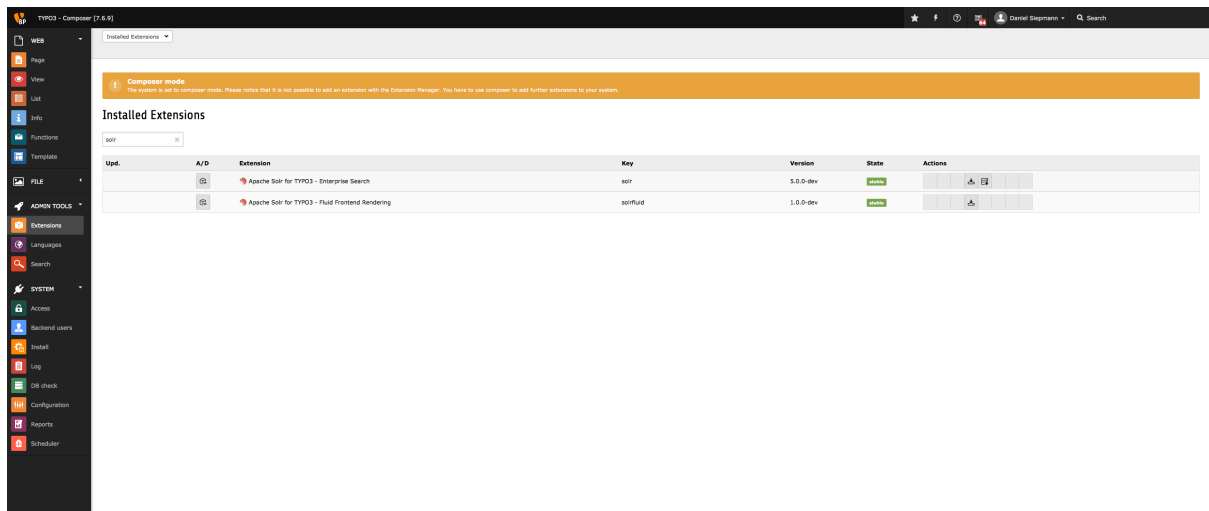 BP
TYPO3 - Composer [7.6.9]
64
Daniel Siepmann
Search
WEB
Page
View
List
Info
Functions
Template
FILE
ADMIN TOOLS
Extensions
Languages
Search
SYSTEM
Access
Backend users
Install
Log
DB check
Configuration
Reports
Scheduler
Installed Extensions
Composer mode
The system is set to composer mode. Please notice that it is not possible to add an extension with the Extension Manager. You have to use composer to add further extensions to your system.
Installed Extensions
solr
Upd. A/D Extension Key Version State Actions
Apache Solr for TYPO3 - Enterprise Search solr 5.0.0-dev stable
Apache Solr for TYPO3 - Fluid Frontend Rendering solrfluid 1.0.0-dev stable